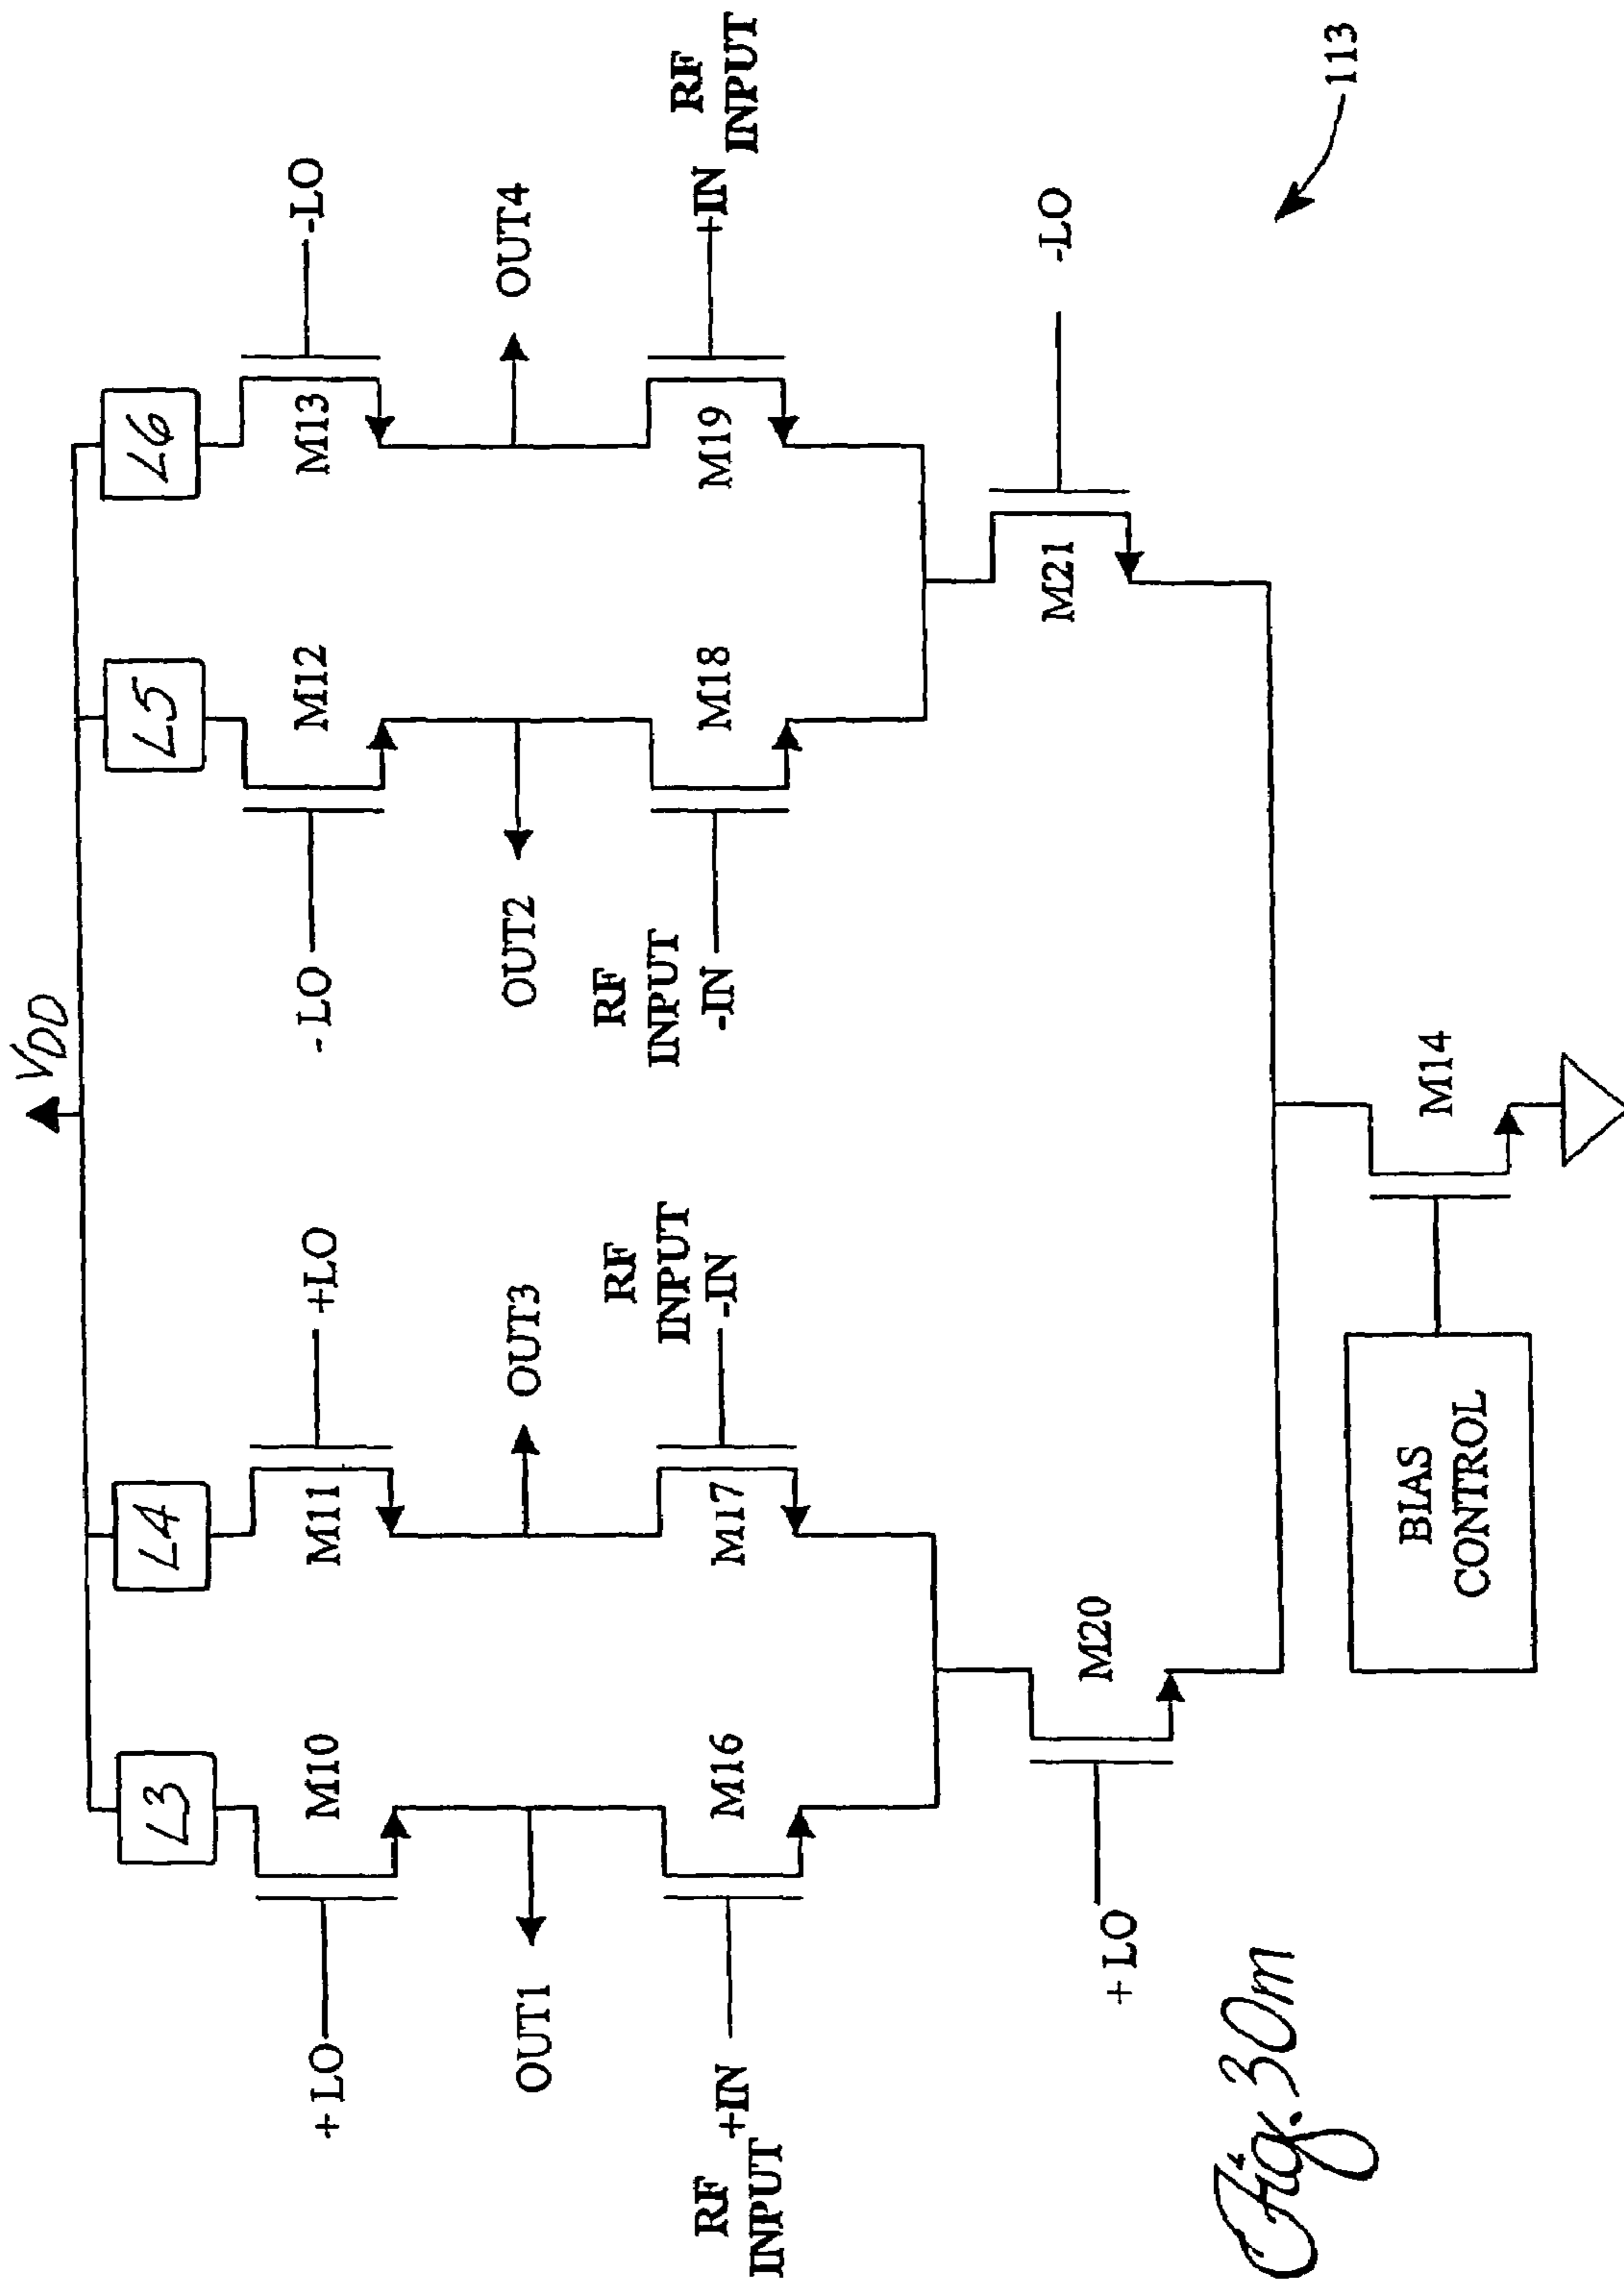 VDD
L3
L4
L5
L6
+ LO
M10
M11
+LO
- LO
M12
M13
-LO
OUT1
OUT3
OUT2
OUT4
RF
INPUT
+IN
M16
M17
RF
INPUT
-IN
RF
INPUT
-IN
M18
M19
RF
INPUT
+IN
+ LO
M20
M21
-LO
BIAS
CONTROL
M14
113
Fig. 30m